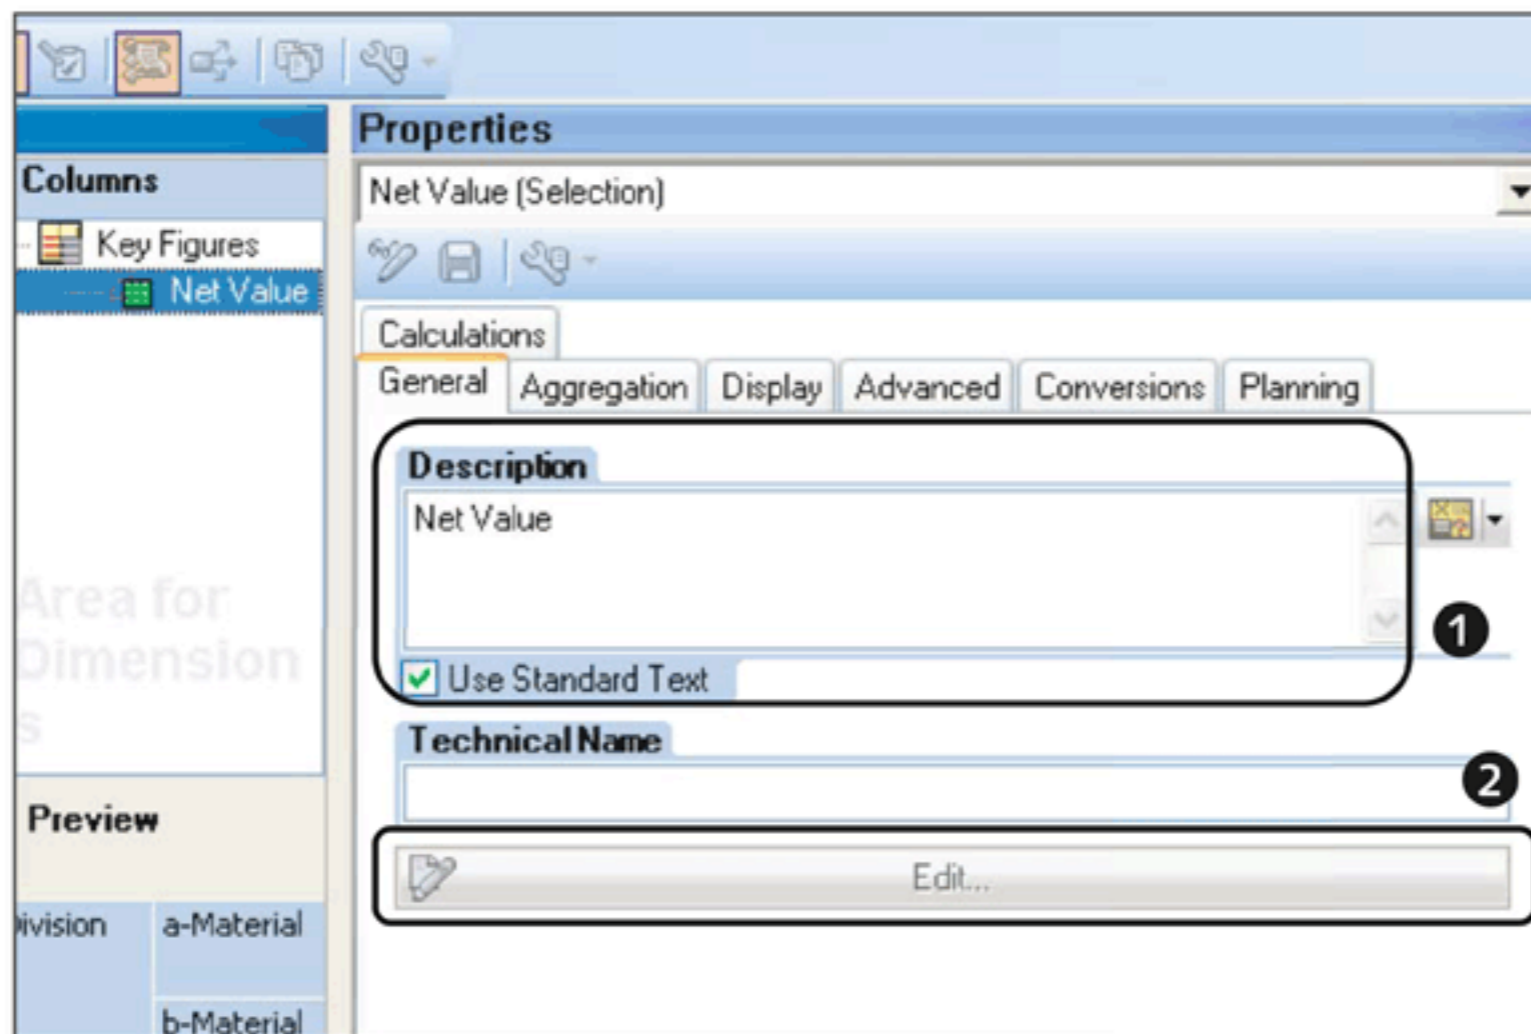 Properties
Columns
Net Value (Selection)
Key Figures
Net Value
Calculations
General Aggregation Display Advanced Conversions Planning
Description
Net Value
1
Use Standard Text
Area for
Dimension
s
Technical Name
2
Preview
Edit...
ivision a-Material
b-Material